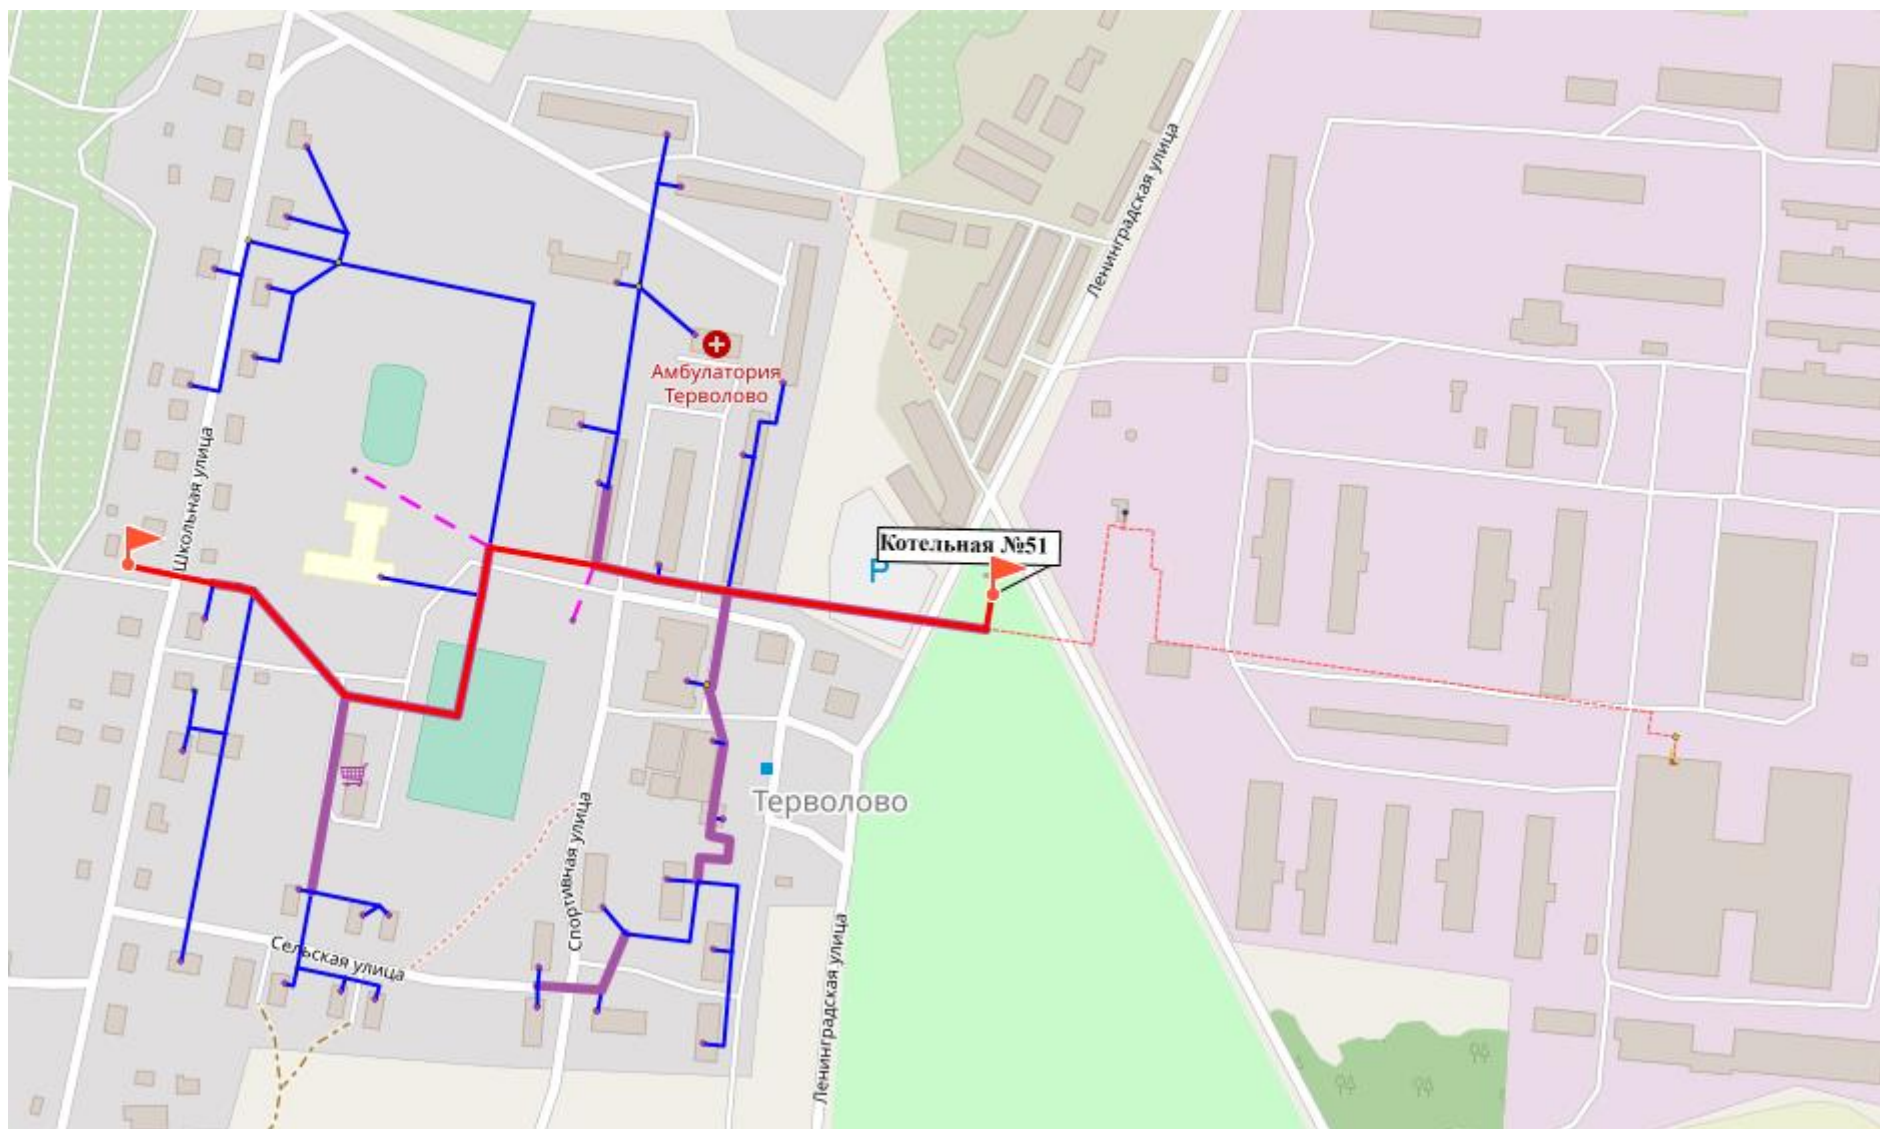 Ленинградская улица
Амбулатория
Терволово
Школьная улица
Котельная №51
P
Терволово
Спортивная улица
Сельская улица
Ленинградская улица